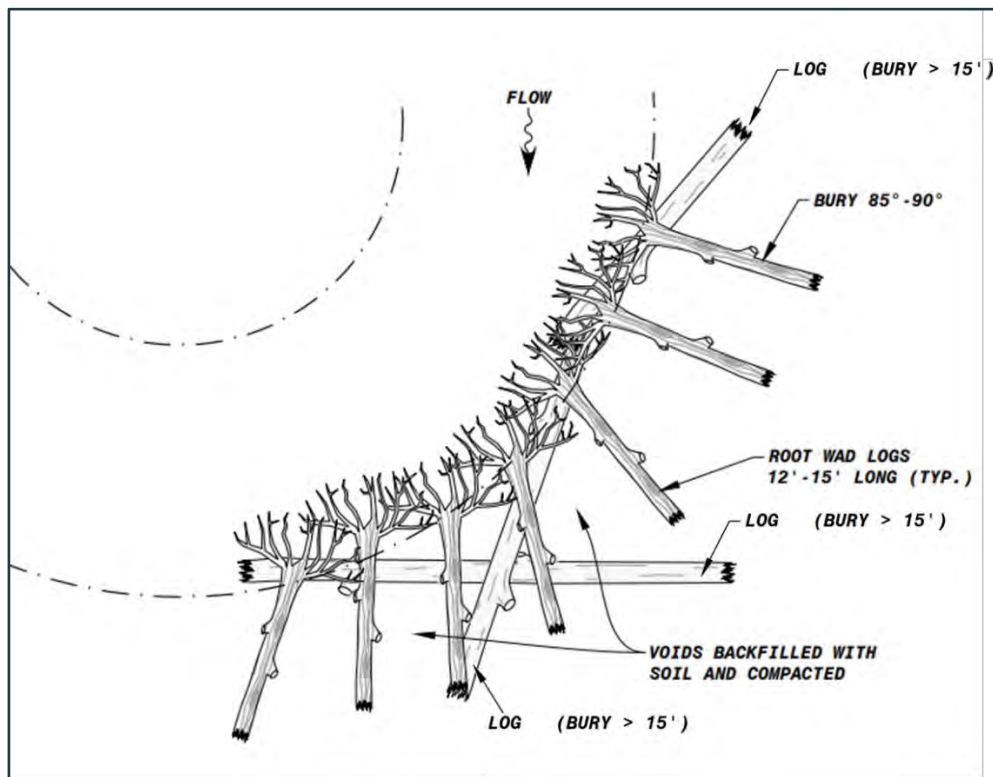 LOG (BURY > 15')
FLOW
BURY 85°-90°
ROOT WAD LOGS
12'-15' LONG (TYP.)
LOG (BURY > 15')
VOIDS BACKFILLED WITH
SOIL AND COMPACTED
LOG (BURY > 15')